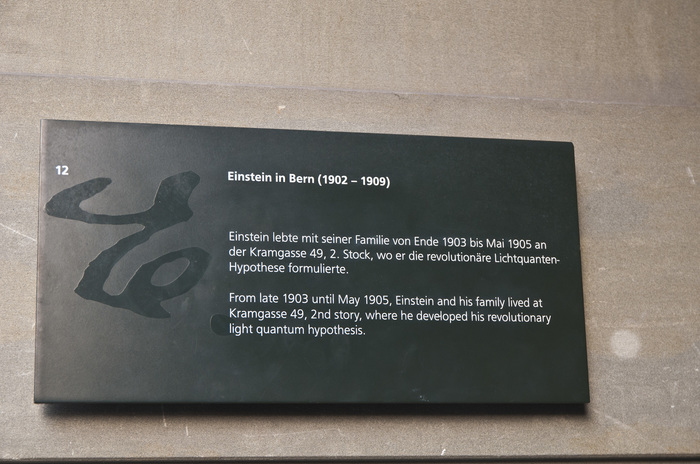 12
Einstein in Bern (1902 – 1909)
Einstein lebte mit seiner Familie von Ende 1903 bis Mai 1905 an
der Kramgasse 49, 2. Stock, wo er die revolutionäre Lichtquanten-
Hypothese formulierte.
From late 1903 until May 1905, Einstein and his family lived at
Kramgasse 49, 2nd story, where he developed his revolutionary
light quantum hypothesis.